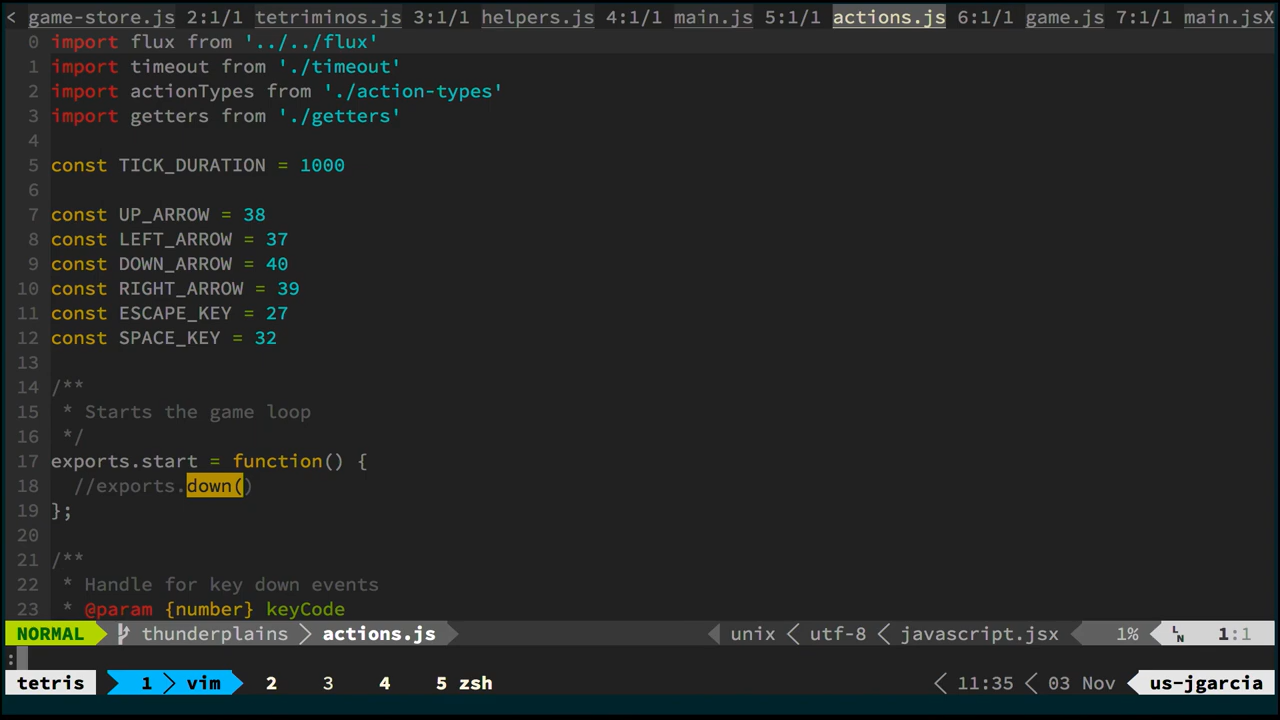 < game-store.js 2:1/1 tetriminos.js 3:1/1 helpers.js 4:1/1 main.js 5:1/1 actions.js 6:1/1 game.js 7:1/1 main.jsX
0 import flux from '../../flux'
1 import timeout from './timeout'
2 import actionTypes from './action-types'
3 import getters from './getters'
4
5 const TICK_DURATION = 1000
6
7 const UP_ARROW = 38
8 const LEFT_ARROW = 37
9 const DOWN_ARROW = 40
10 const RIGHT_ARROW = 39
11 const ESCAPE_KEY = 27
12 const SPACE_KEY = 32
13
14 /**
15  * Starts the game loop
16  */
17 exports.start = function() {
18   //exports.down()
19 };
20
21 /**
22  * Handle for key down events
23  * @param {number} keyCode
NORMAL thunderplains actions.js unix < utf-8 < javascript.jsx 1% LN 1:1
:
tetris 1 vim 2 3 4 5 zsh 11:35 03 Nov us-jgarcia